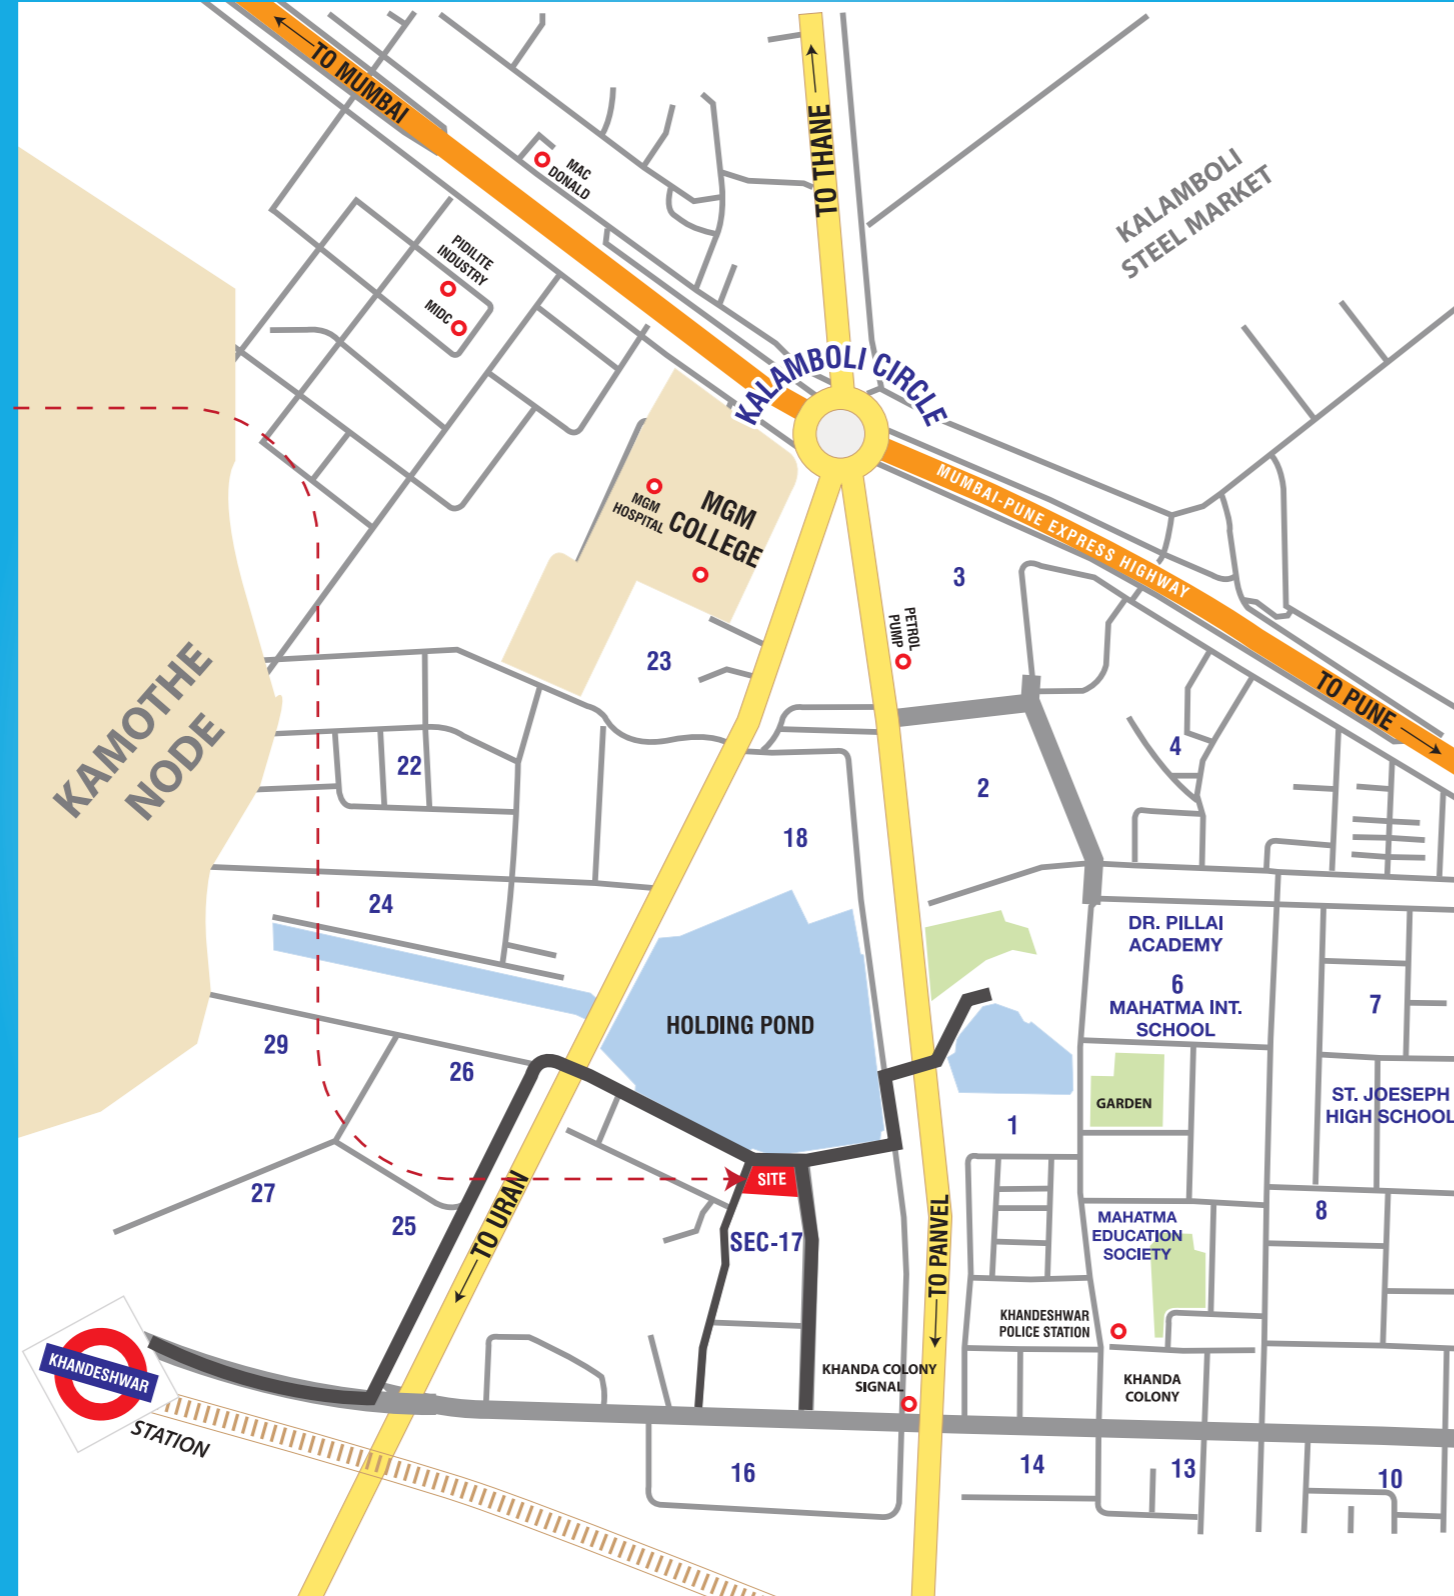 TO MUMBAI
TO THANE
MAC
DONALD
KALAMBOLI
STEEL MARKET
PIDILITE
INDUSTRY
MIDC
KALAMBOLI CIRCLE
MUMBAI-PUNE EXPRESS HIGHWAY
MGM
HOSPITAL
MGM
COLLEGE
3
PETROL
PUMP
23
TO PUNE
KAMOTHE
NODE
22
4
2
18
24
DR. PILLAI
ACADEMY
6
MAHATMA INT.
SCHOOL
7
HOLDING POND
29
26
GARDEN
ST. JOESEPH
HIGH SCHOOL
1
SITE
27
25
TO URAN
SEC-17
TO PANVEL
MAHATMA
EDUCATION
SOCIETY
8
KHANDESHWAR
POLICE STATION
KHANDESHWAR
STATION
KHANDA COLONY
SIGNAL
KHANDA
COLONY
16
14
13
10